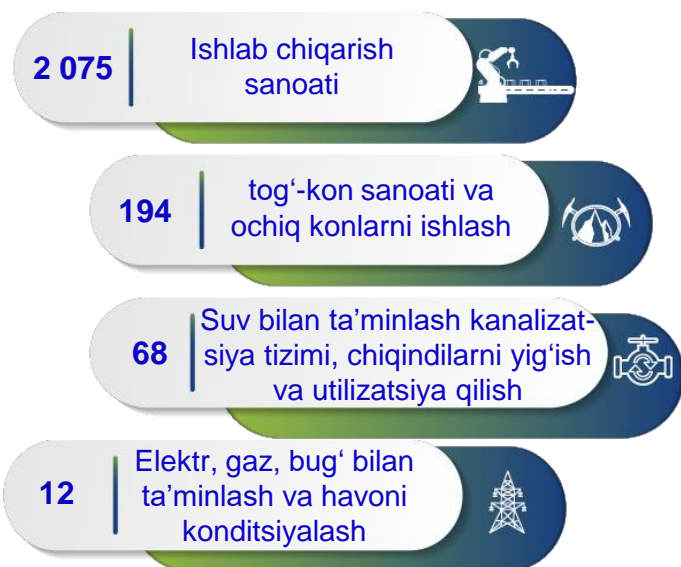 2 075
Ishlab chiqarish
sanoati
194
tog‘-kon sanoati va
ochiq konlarni ishlash
68
Suv bilan ta’minlash kanalizat-
siya tizimi, chiqindilarni yig‘ish
va utilizatsiya qilish
12
Elektr, gaz, bug‘ bilan
ta’minlash va havoni
konditsiyalash